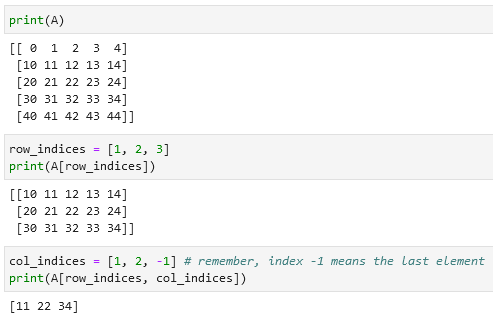 print(A)
[[ 0  1  2  3  4]
 [10 11 12 13 14]
 [20 21 22 23 24]
 [30 31 32 33 34]
 [40 41 42 43 44]]
row_indices = [1, 2, 3]
print(A[row_indices])
[[10 11 12 13 14]
 [20 21 22 23 24]
 [30 31 32 33 34]]
col_indices = [1, 2, -1] # remember, index -1 means the last element
print(A[row_indices, col_indices])
[11 22 34]